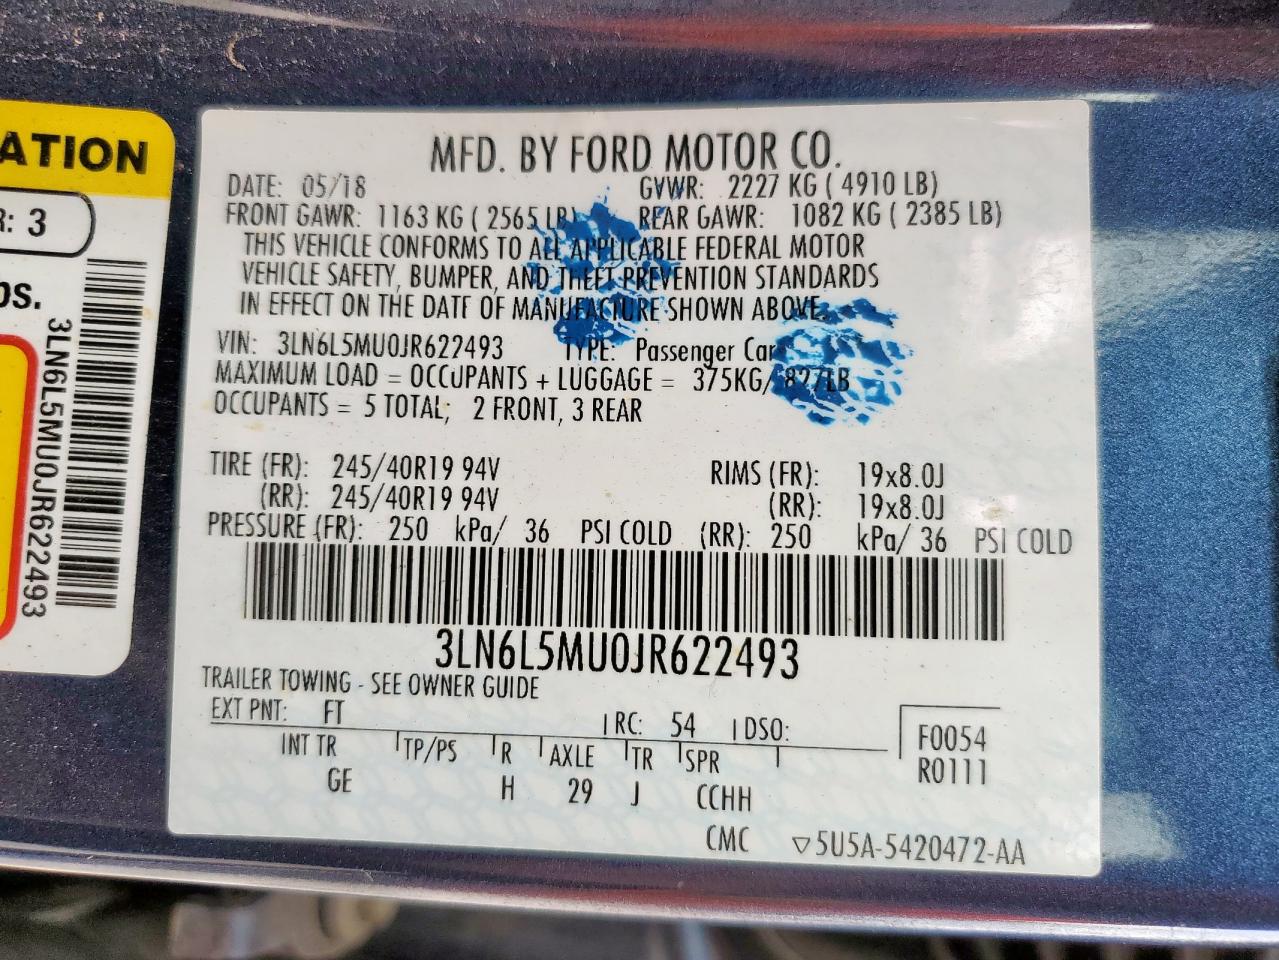 ATION
R: 3
os.
3LN6L5MU0JR622493
MFD. BY FORD MOTOR CO.
DATE: 05/18 GVWR: 2227 KG ( 4910 LB)
FRONT GAWR: 1163 KG ( 2565 LB) REAR GAWR: 1082 KG ( 2385 LB)
THIS VEHICLE CONFORMS TO ALL APPLICABLE FEDERAL MOTOR
VEHICLE SAFETY, BUMPER, AND THEFT PREVENTION STANDARDS
IN EFFECT ON THE DATE OF MANUFACTURE SHOWN ABOVE.
VIN: 3LN6L5MU0JR622493 TYPE: Passenger Car
MAXIMUM LOAD = OCCUPANTS + LUGGAGE = 375KG/ 827LB
OCCUPANTS = 5 TOTAL; 2 FRONT, 3 REAR
TIRE (FR): 245/40R19 94V RIMS (FR): 19x8.0J
(RR): 245/40R19 94V (RR): 19x8.0J
PRESSURE (FR): 250 kPa/ 36 PSI COLD (RR): 250 kPa/ 36 PSI COLD
3LN6L5MU0JR622493
TRAILER TOWING - SEE OWNER GUIDE
EXT PNT: FT RC: 54 DSO:
INT TR TP/PS R AXLE TR SPR
GE H 29 J CCHH
F0054
R0111
CMC ▽5U5A-5420472-AA